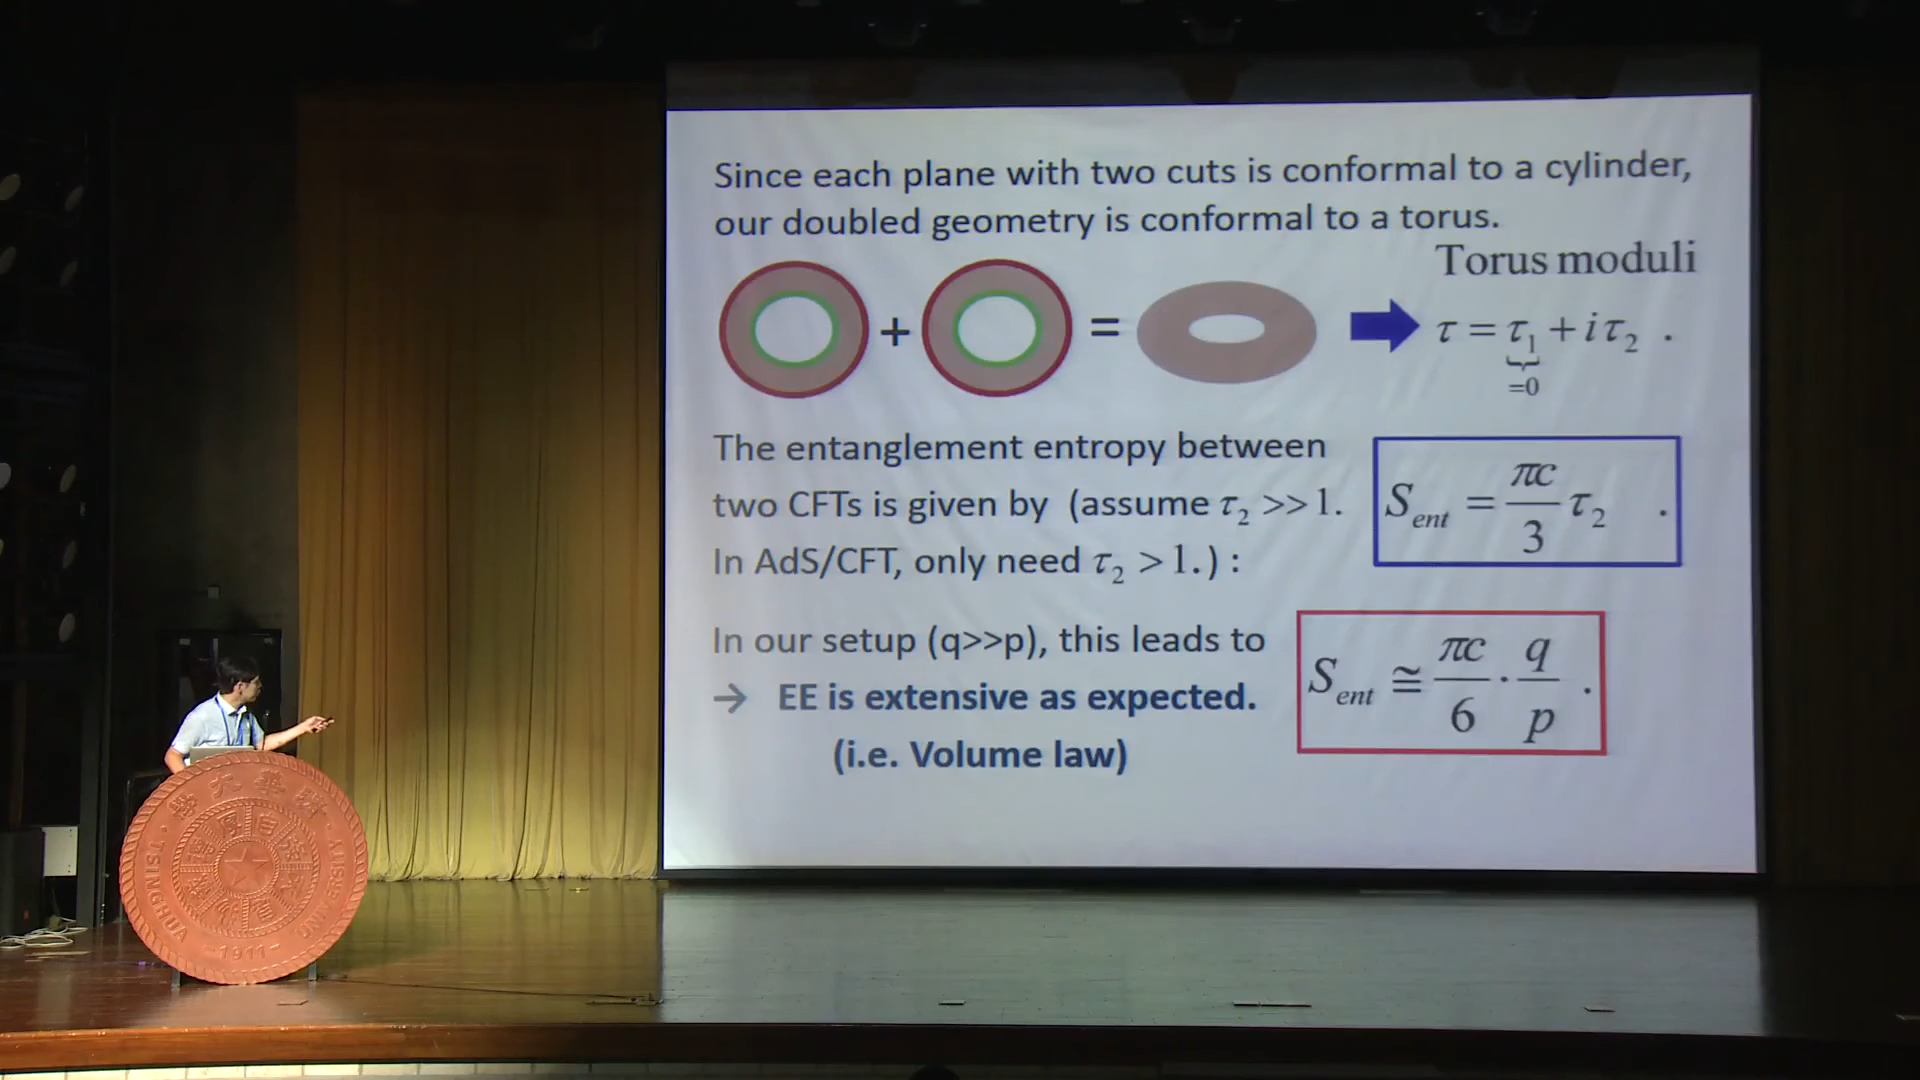 Since each plane with two cuts is conformal to a cylinder,
our doubled geometry is conformal to a torus.
Torus moduli
+ = τ = τ₁ + iτ₂ .
=0
The entanglement entropy between
two CFTs is given by (assume τ₂ >> 1.
In AdS/CFT, only need τ₂ > 1.) :
S_ent = πc/3 τ₂ .
In our setup (q>>p), this leads to
→ EE is extensive as expected.
(i.e. Volume law)
S_ent ≅ πc/6 · q/p .
TSINGHUA UNIVERSITY
-1911-